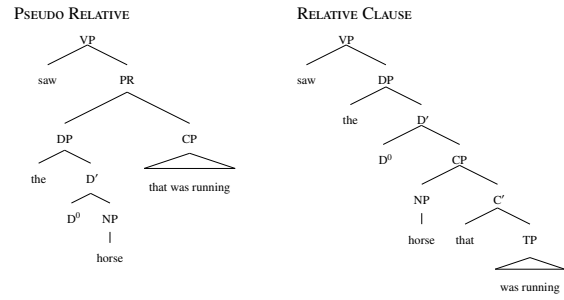 PSEUDO RELATIVE
VP
saw PR
DP CP
the D′ that was running
D⁰ NP
horse
RELATIVE CLAUSE
VP
saw DP
the D′
D⁰ CP
NP C′
horse that TP
was running